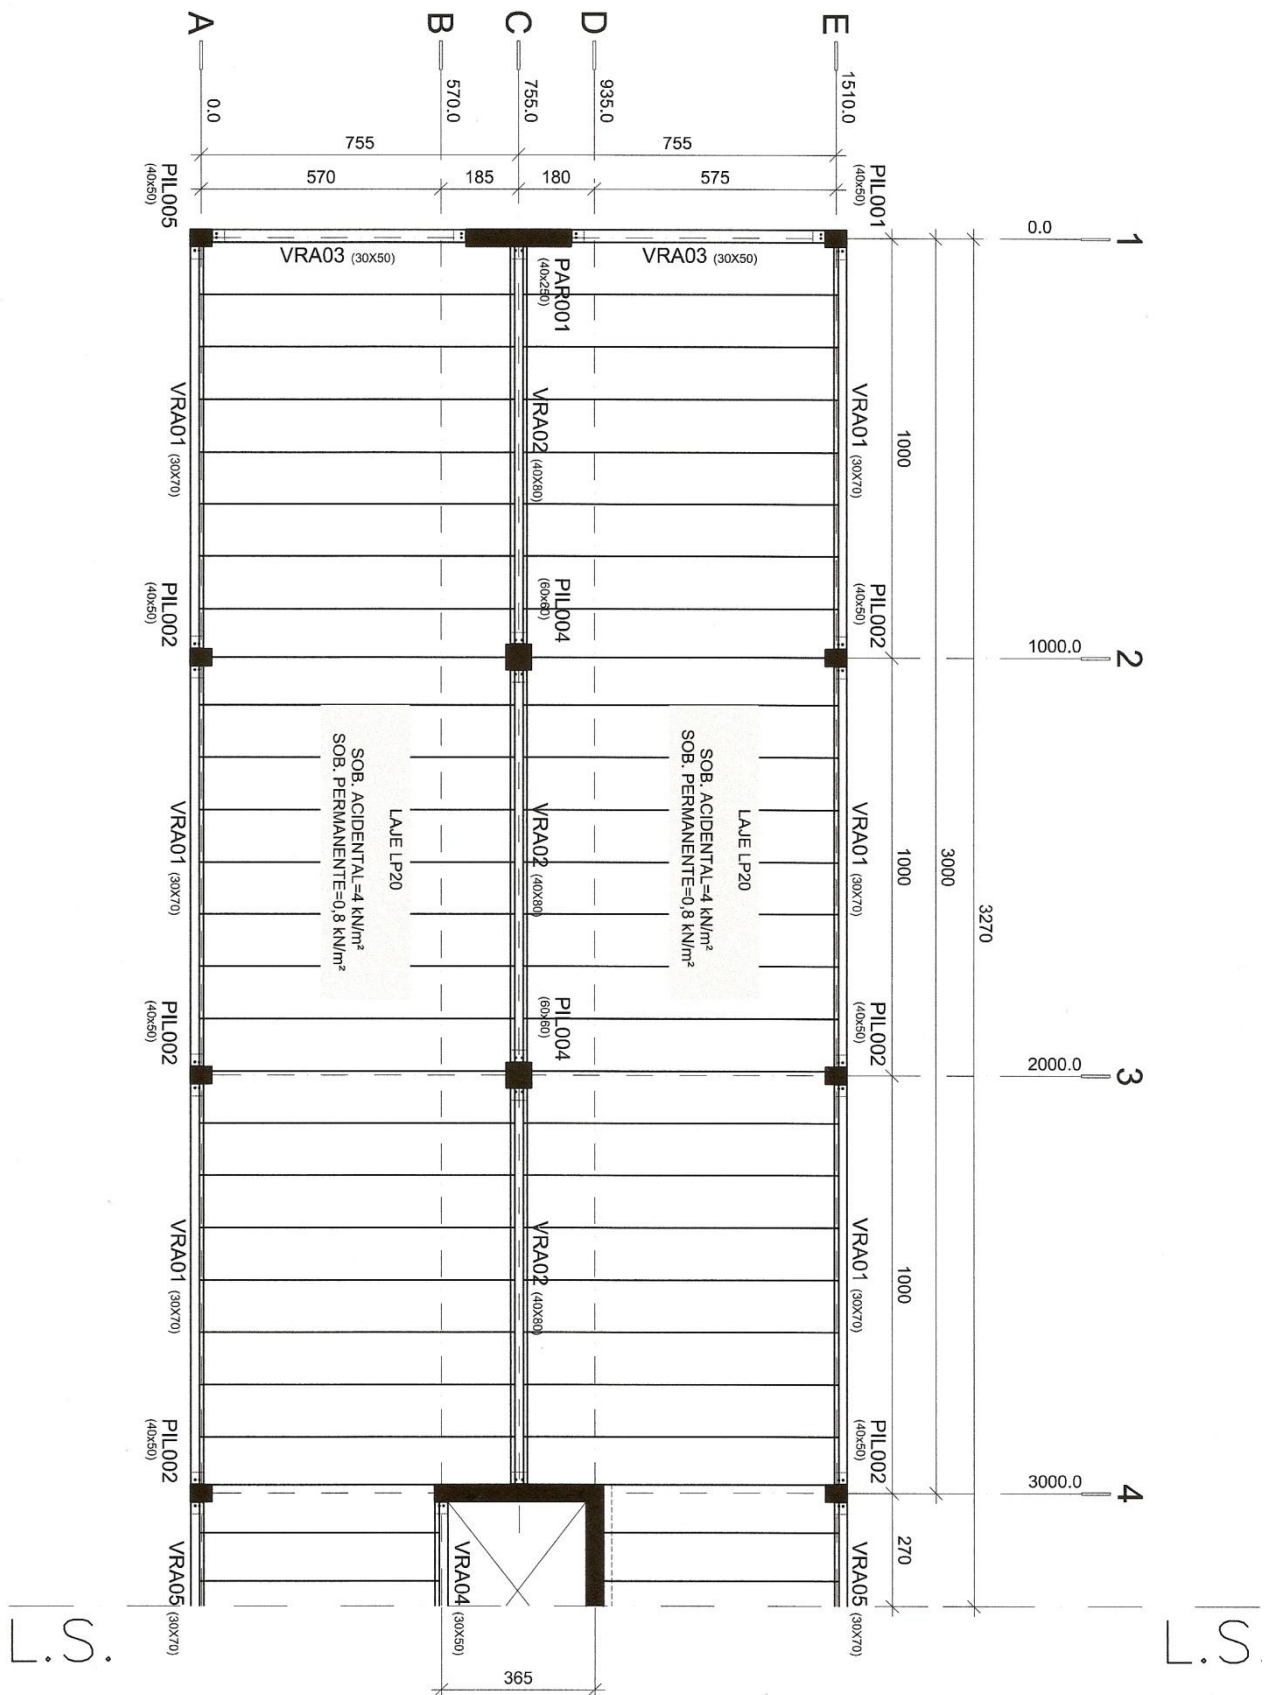 A
B
C
D
E
0.0
570.0
755.0
935.0
1510.0
755
755
570
185
180
575
PIL005
(40x50)
PIL001
(40x50)
0.0
1
VRA03 (30X50)
VRA03 (30X50)
PAR001
(40x250)
VRA01 (30X70)
VRA02 (40X80)
VRA01 (30X70)
1000
PIL002
(40x50)
PIL004
(60x60)
PIL002
(40x50)
1000.0
2
LAJE LP20
SOB. ACIDENTAL=4 kN/m²
SOB. PERMANENTE=0,8 kN/m²
LAJE LP20
SOB. ACIDENTAL=4 kN/m²
SOB. PERMANENTE=0,8 kN/m²
VRA01 (30X70)
VRA02 (40X80)
VRA01 (30X70)
1000
3000
3270
PIL002
(40x50)
PIL004
(60x60)
PIL002
(40x50)
2000.0
3
VRA01 (30X70)
VRA02 (40X80)
VRA01 (30X70)
1000
PIL002
(40x50)
PIL002
(40x50)
3000.0
4
VRA05 (30X70)
VRA04 (30X50)
VRA05 (30X70)
270
L.S.
L.S.
365